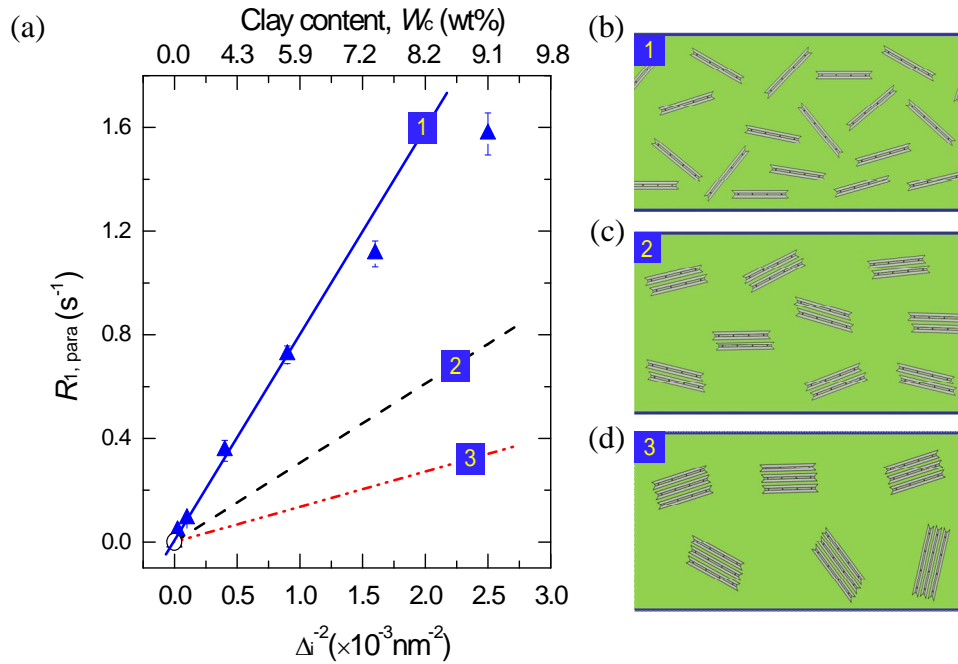 (a)
Clay content, Wc (wt%)
0.0 4.3 5.9 7.2 8.2 9.1 9.8
R1, para (s-1)
1.6
1.2
0.8
0.4
0.0
1
2
3
0.0 0.5 1.0 1.5 2.0 2.5 3.0
Δi-2(×10-3nm-2)
(b)
1
(c)
2
(d)
3